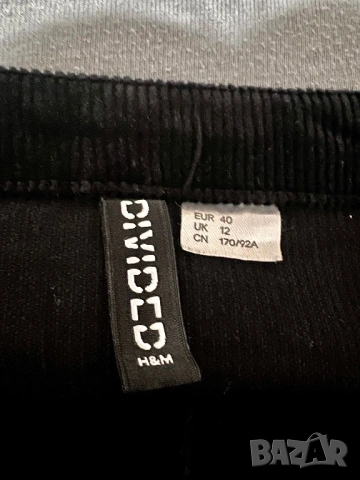 DIVIDED
H&M
EUR 40
UK 12
CN 170/92A
BAZAR
bg